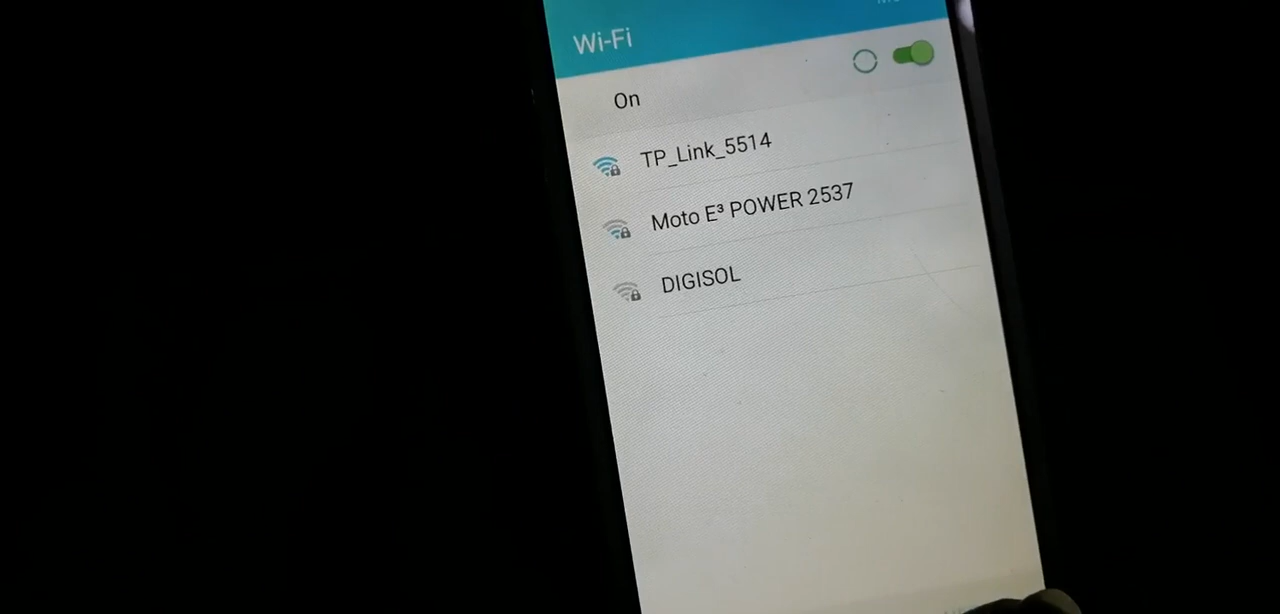 Wi-Fi
On
TP_Link_5514
Moto E³ POWER 2537
DIGISOL